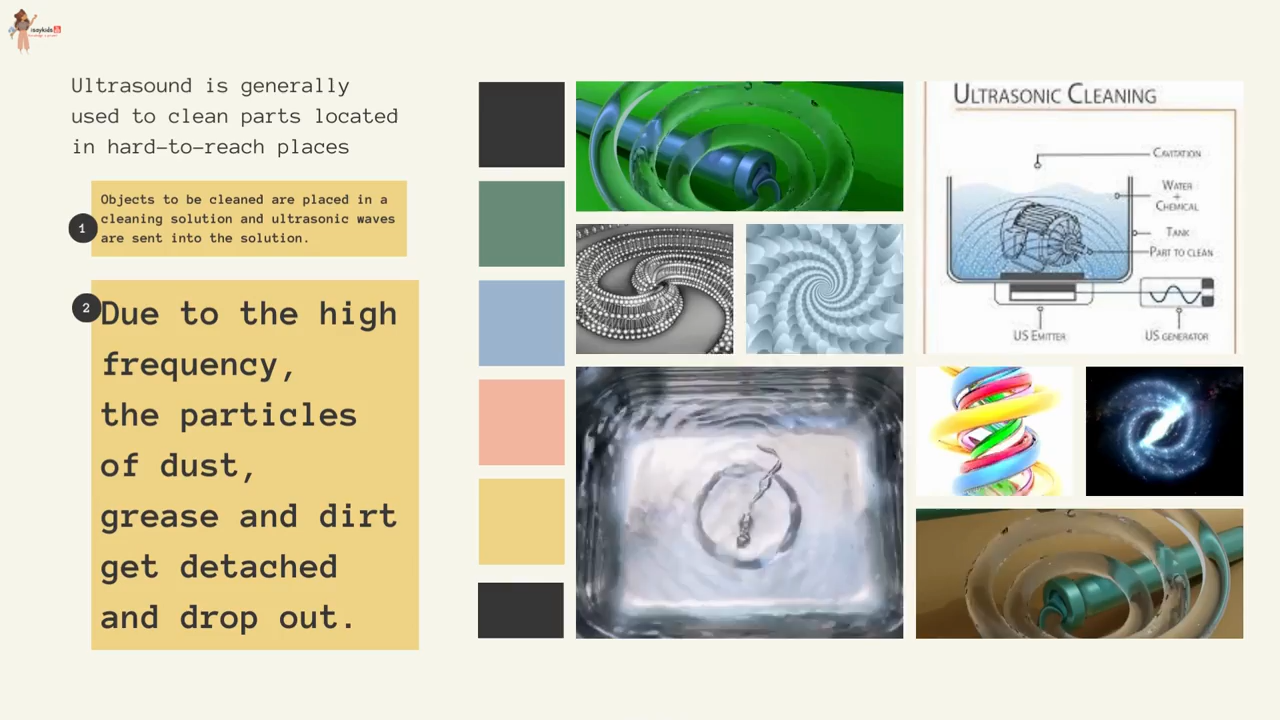 isaykids
Ultrasound is generally
used to clean parts located
in hard-to-reach places
1
Objects to be cleaned are placed in a
cleaning solution and ultrasonic waves
are sent into the solution.
2
Due to the high
frequency,
the particles
of dust,
grease and dirt
get detached
and drop out.
ULTRASONIC CLEANING
CAVITATION
WATER
+
CHEMICAL
TANK
PART TO CLEAN
US EMITTER
US GENERATOR